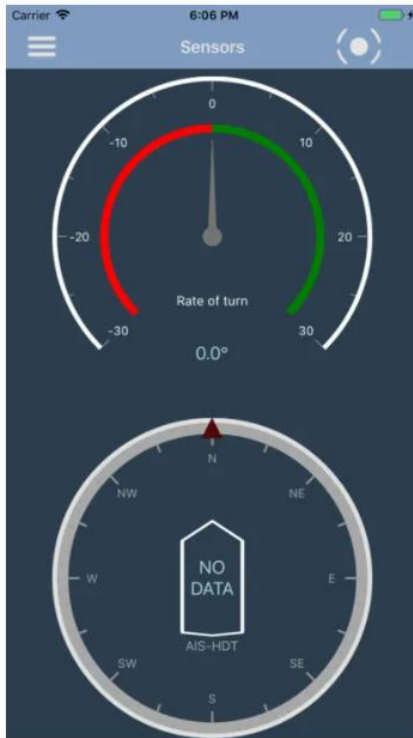 Carrier 6:06 PM
Sensors
0
-10 10
-20 20
Rate of turn
-30 30
0.0°
N
NW NE
NO
W E
DATA
AIS-HDT
SW SE
S